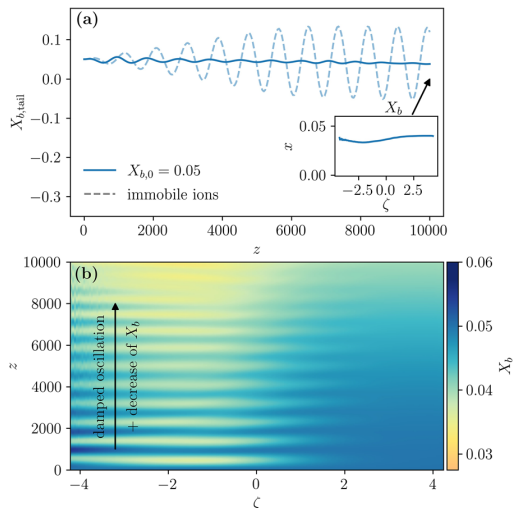 (a)
0.1
0.0
−0.1
−0.2
−0.3
X_{b,tail}
X_{b,0} = 0.05
immobile ions
X_b
0.05
0.00
x
−2.5 0.0 2.5
ζ
0 2000 4000 6000 8000 10000
z
(b)
10000
8000
6000
4000
2000
0
z
damped oscillation
+ decrease of X_b
−4 −2 0 2 4
ζ
0.06
0.05
0.04
0.03
X_b